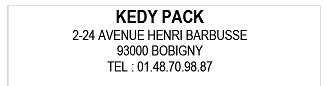 KEDY PACK
2-24 AVENUE HENRI BARBUSSE
93000 BOBIGNY
TEL : 01.48.70.98.87